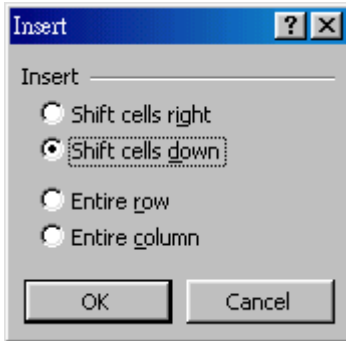 Insert
Insert
Shift cells right
Shift cells down
Entire row
Entire column
OK Cancel